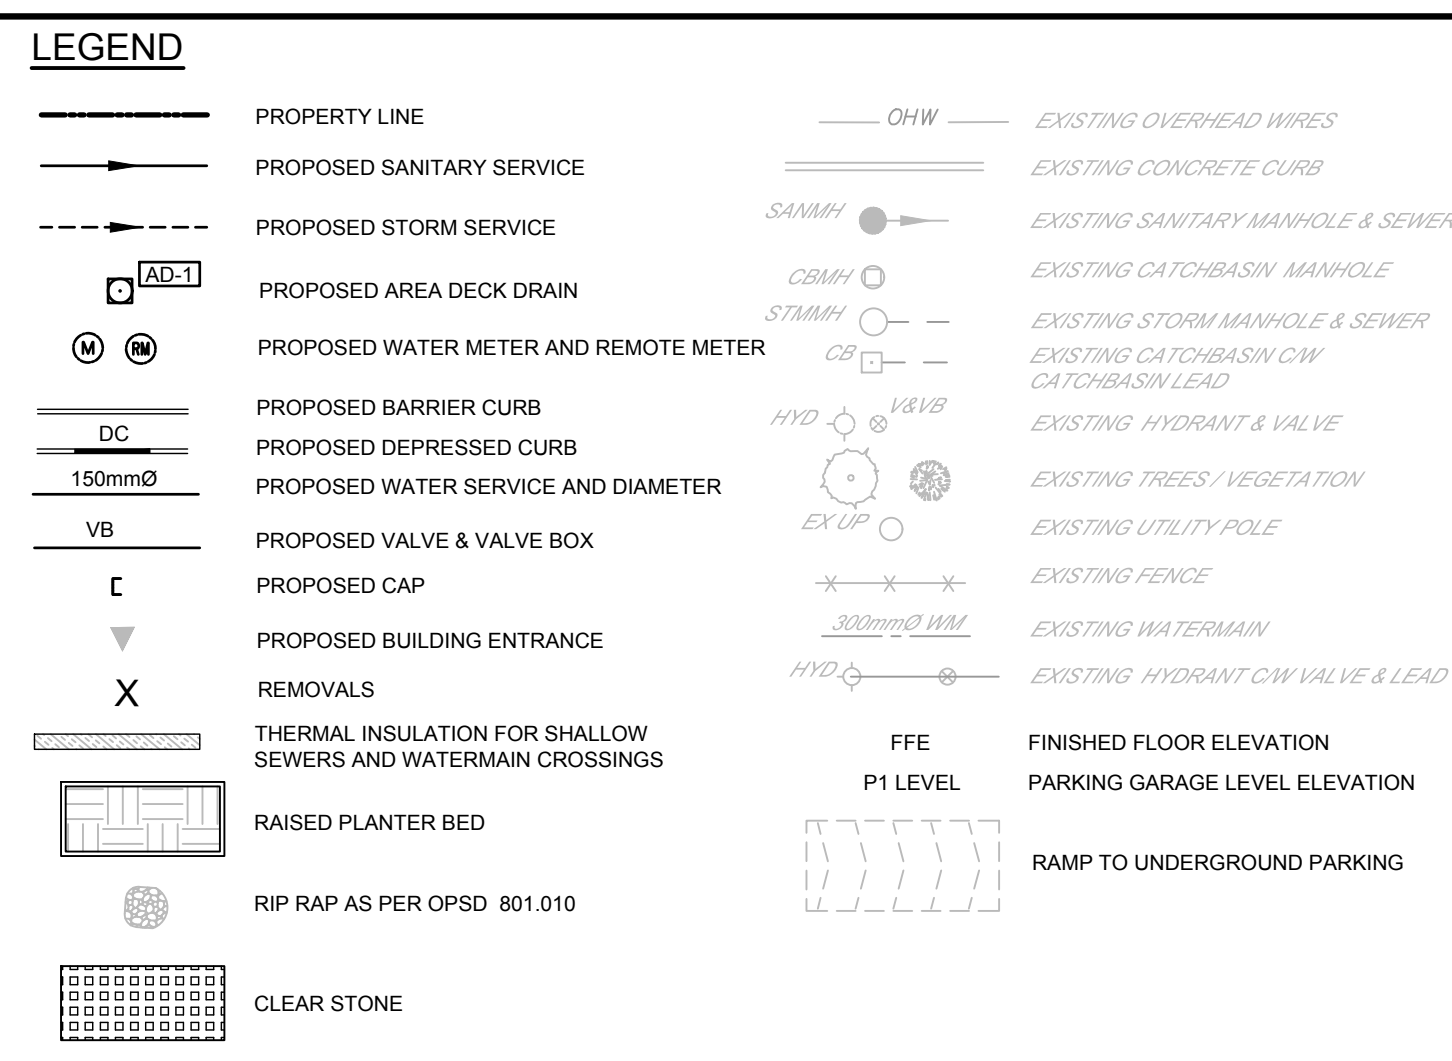 LEGEND
PROPERTY LINE
PROPOSED SANITARY SERVICE
PROPOSED STORM SERVICE
AD-1
PROPOSED AREA DECK DRAIN
M RM PROPOSED WATER METER AND REMOTE METER
PROPOSED BARRIER CURB
DC
PROPOSED DEPRESSED CURB
150mmØ
PROPOSED WATER SERVICE AND DIAMETER
VB
PROPOSED VALVE & VALVE BOX
PROPOSED CAP
PROPOSED BUILDING ENTRANCE
X REMOVALS
THERMAL INSULATION FOR SHALLOW
SEWERS AND WATERMAIN CROSSINGS
RAISED PLANTER BED
RIP RAP AS PER OPSD 801.010
CLEAR STONE
OHW EXISTING OVERHEAD WIRES
EXISTING CONCRETE CURB
SANMH EXISTING SANITARY MANHOLE & SEWER
CBMH EXISTING CATCHBASIN MANHOLE
STMMH EXISTING STORM MANHOLE & SEWER
CB EXISTING CATCHBASIN C/W
CATCHBASIN LEAD
HYD V&VB EXISTING HYDRANT & VALVE
EXISTING TREES / VEGETATION
EX UP EXISTING UTILITY POLE
EXISTING FENCE
300mmØ WM EXISTING WATERMAIN
HYD EXISTING HYDRANT C/W VALVE & LEAD
FFE FINISHED FLOOR ELEVATION
P1 LEVEL PARKING GARAGE LEVEL ELEVATION
RAMP TO UNDERGROUND PARKING